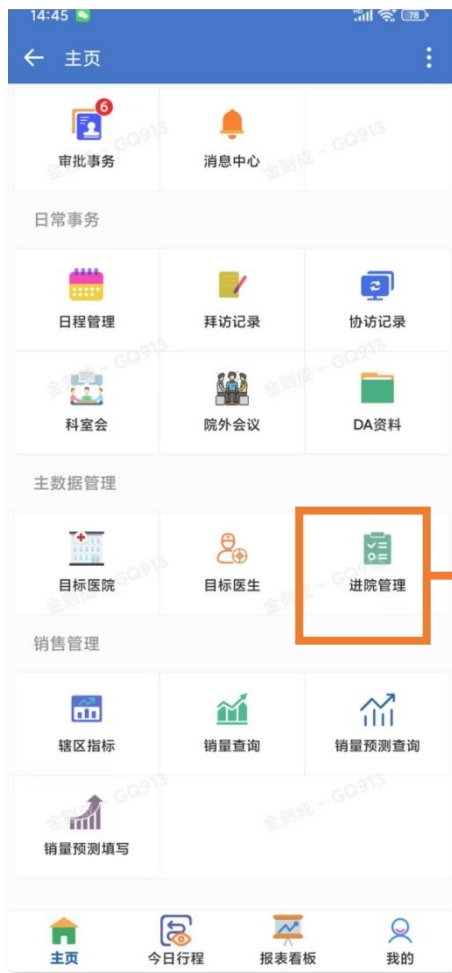 14:45 78
主页
6
审批事务 消息中心
日常事务
日程管理 拜访记录 协访记录
科室会 院外会议 DA资料
主数据管理
目标医院 目标医生 进院管理
销售管理
辖区指标 销量查询 销量预测查询
销量预测填写
主页 今日行程 报表看板 我的